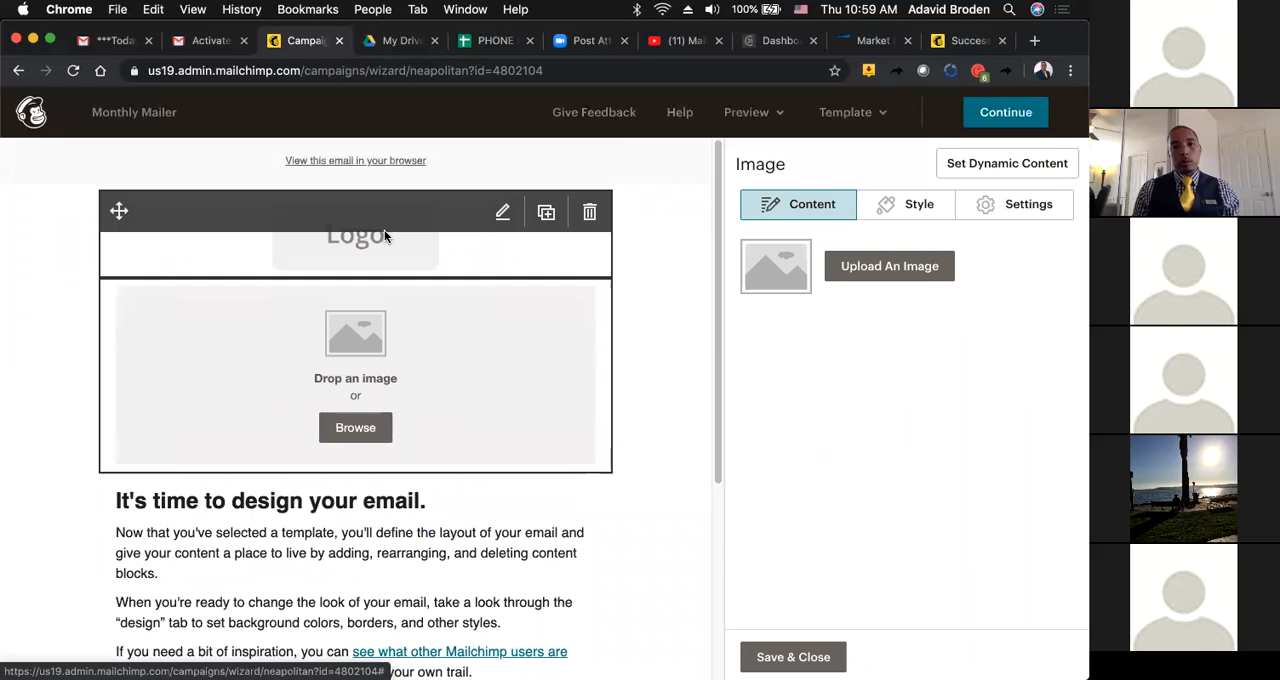 Chrome File Edit View History Bookmarks People Tab Window Help 100% Thu 10:59 AM Adavid Broden
***Toda Activate Campai My Driv PHONE Post Att (11) Ma Dashbo Market Succes
us19.admin.mailchimp.com/campaigns/wizard/neapolitan?id=4802104 6
Monthly Mailer Give Feedback Help Preview Template Continue
View this email in your browser
Image Set Dynamic Content
Content Style Settings
Logo
Upload An Image
Drop an image
or
Browse
It's time to design your email.
Now that you've selected a template, you'll define the layout of your email and
give your content a place to live by adding, rearranging, and deleting content
blocks.
When you're ready to change the look of your email, take a look through the
“design” tab to set background colors, borders, and other styles.
If you need a bit of inspiration, you can see what other Mailchimp users are
your own trail.
https://us19.admin.mailchimp.com/campaigns/wizard/neapolitan?id=4802104#
Save & Close